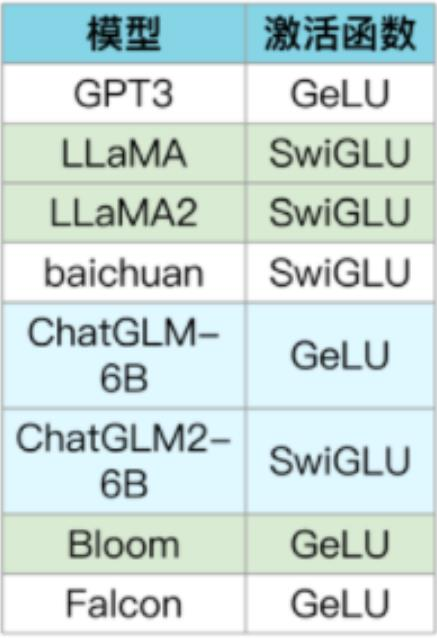 模型 激活函数
GPT3 GeLU
LLaMA SwiGLU
LLaMA2 SwiGLU
baichuan SwiGLU
ChatGLM-
6B GeLU
ChatGLM2-
6B SwiGLU
Bloom GeLU
Falcon GeLU